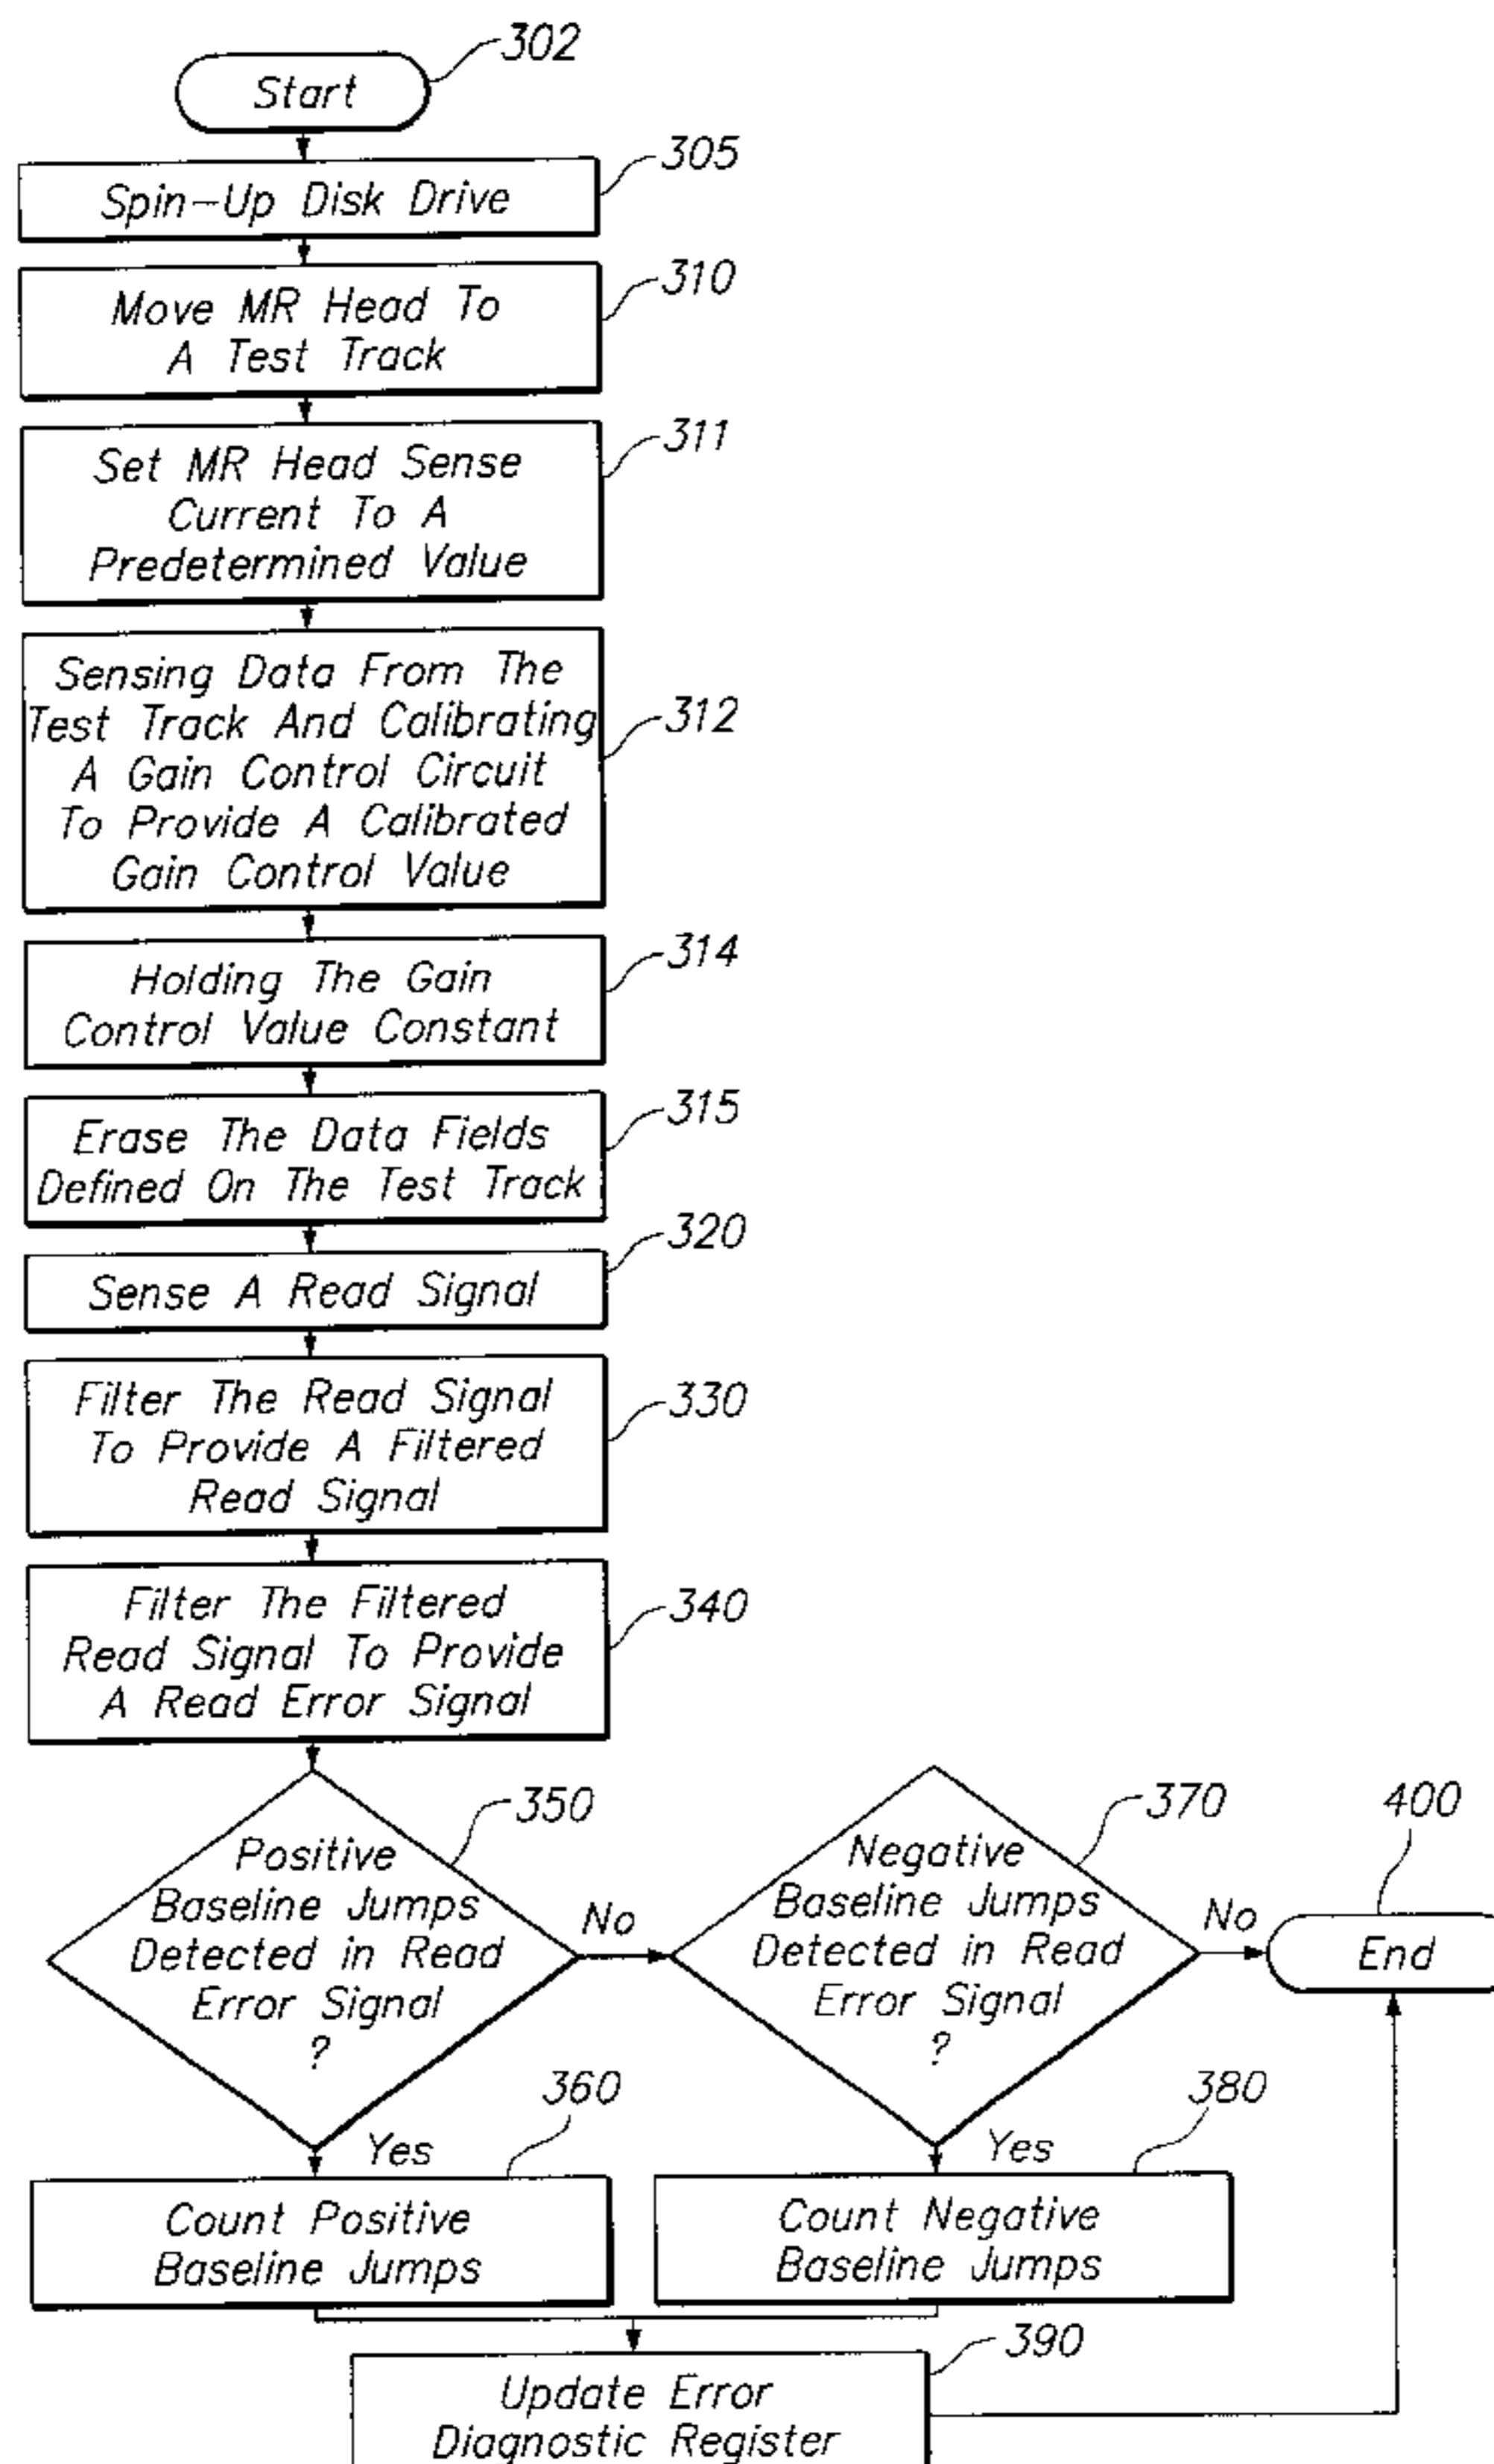 302
Start
305
Spin-Up Disk Drive
310
Move MR Head To
A Test Track
311
Set MR Head Sense
Current To A
Predetermined Value
312
Sensing Data From The
Test Track And Calibrating
A Gain Control Circuit
To Provide A Calibrated
Gain Control Value
314
Holding The Gain
Control Value Constant
315
Erase The Data Fields
Defined On The Test Track
320
Sense A Read Signal
330
Filter The Read Signal
To Provide A Filtered
Read Signal
340
Filter The Filtered
Read Signal To Provide
A Read Error Signal
350
Positive
Baseline Jumps
Detected in Read
Error Signal
?
No
370
Negative
Baseline Jumps
Detected in Read
Error Signal
?
No
400
End
Yes
360
Count Positive
Baseline Jumps
Yes
380
Count Negative
Baseline Jumps
390
Update Error
Diagnostic Register